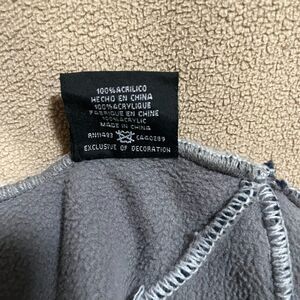 100% ACRILICO
HECHO EN CHINA
100% ACRYLIQUE
FABRIQUE EN CHINE
100% ACRYLIC
MADE IN CHINA
EXCLUSIVE OF DECORATION